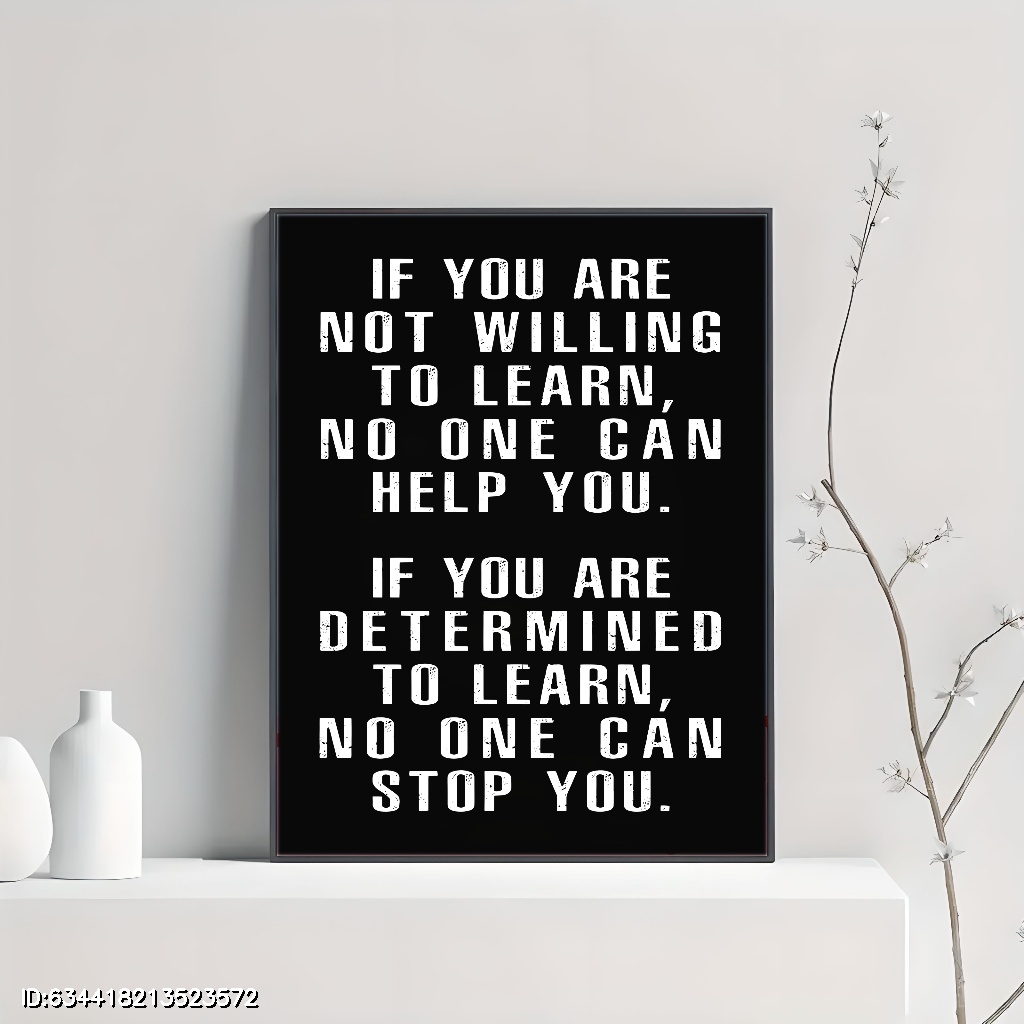 IF YOU ARE
NOT WILLING
TO LEARN,
NO ONE CAN
HELP YOU.
IF YOU ARE
DETERMINED
TO LEARN,
NO ONE CAN
STOP YOU.
ID:634418213523572